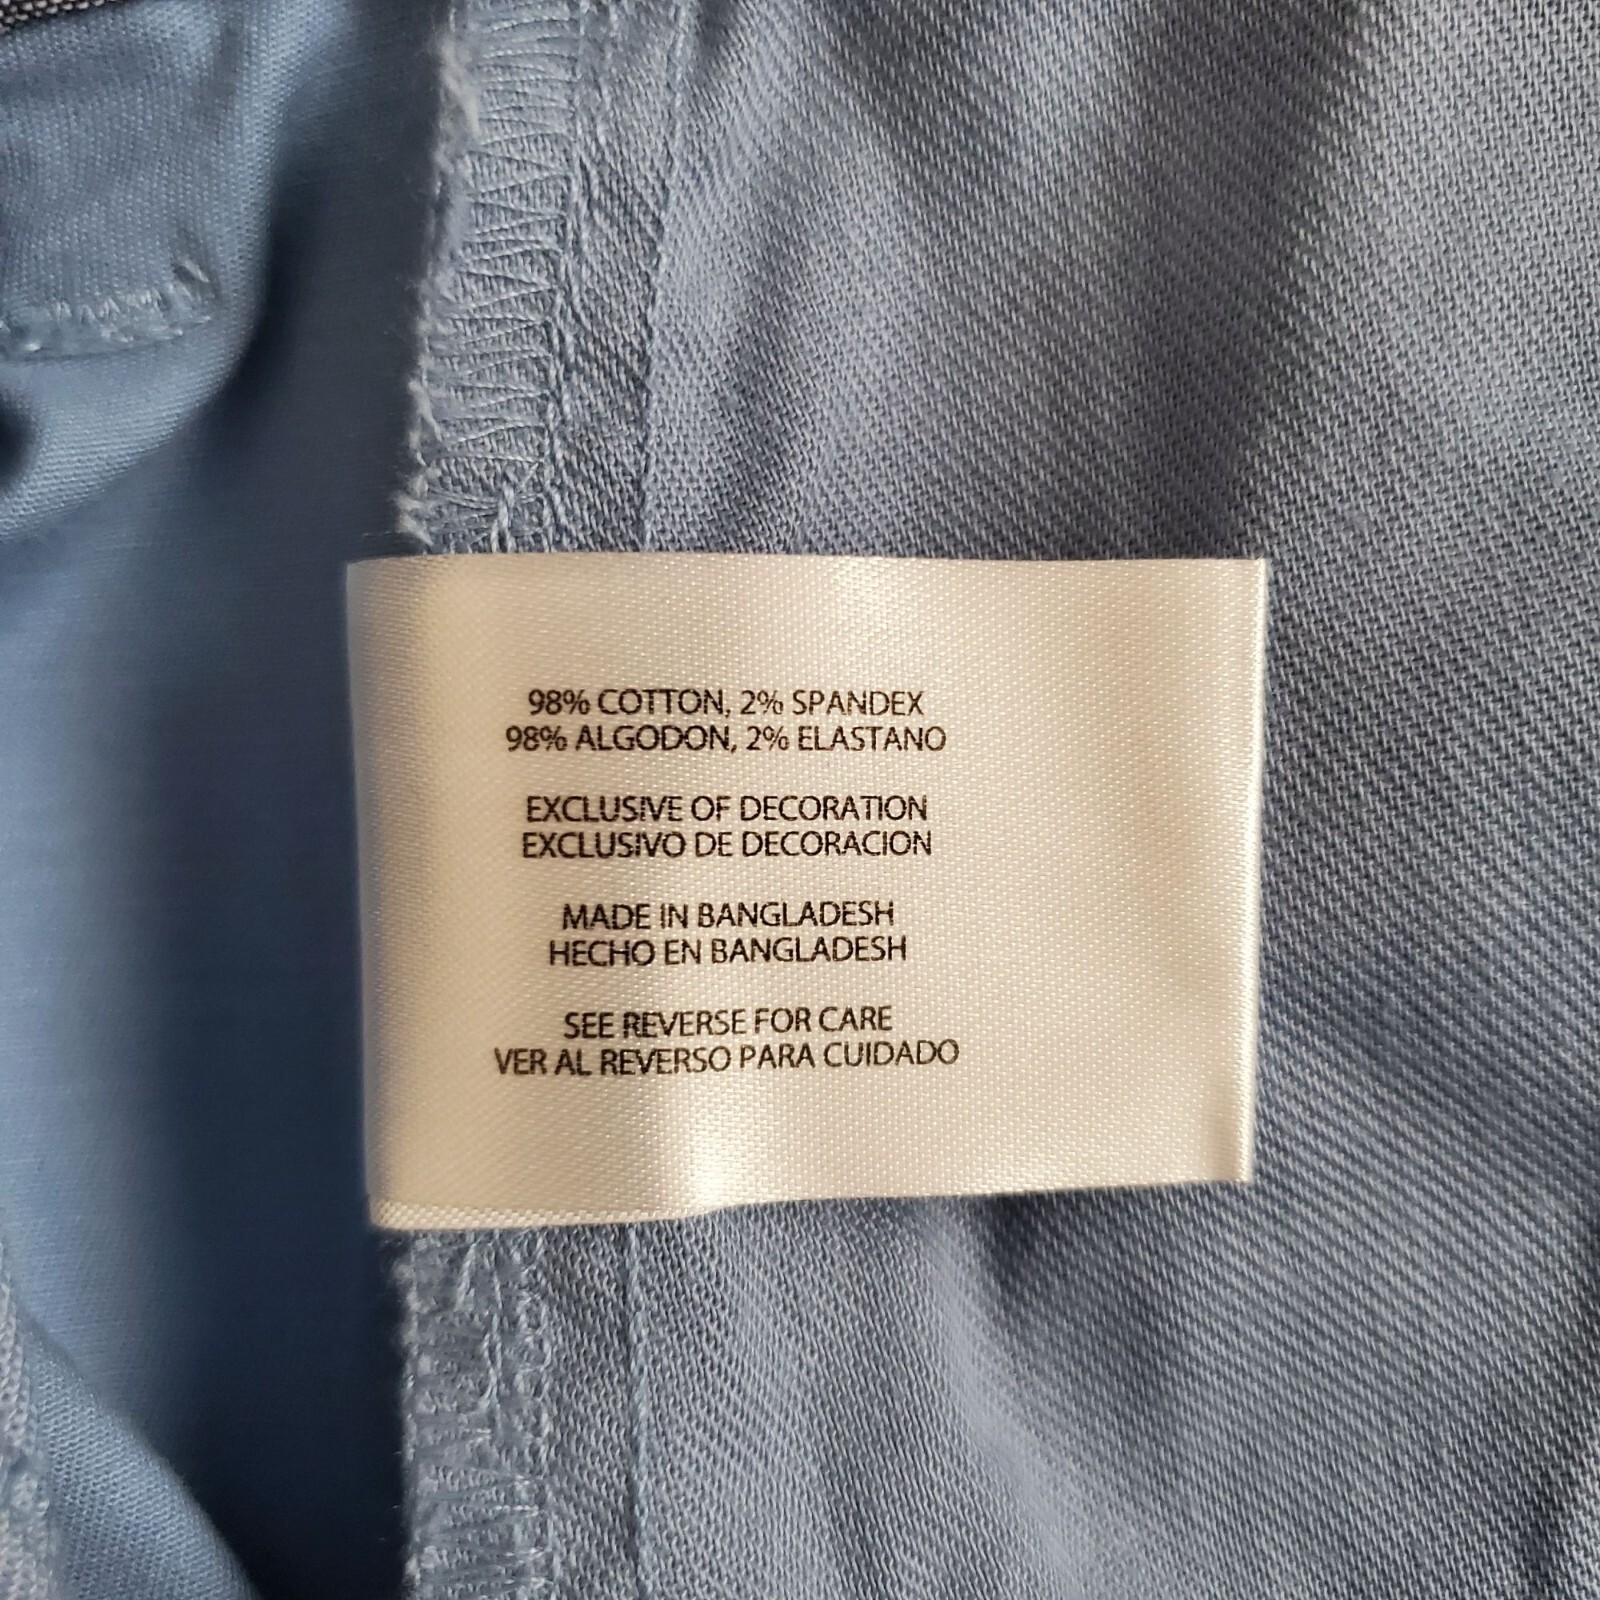 98% COTTON, 2% SPANDEX
98% ALGODON, 2% ELASTANO
EXCLUSIVE OF DECORATION
EXCLUSIVO DE DECORACION
MADE IN BANGLADESH
HECHO EN BANGLADESH
SEE REVERSE FOR CARE
VER AL REVERSO PARA CUIDADO